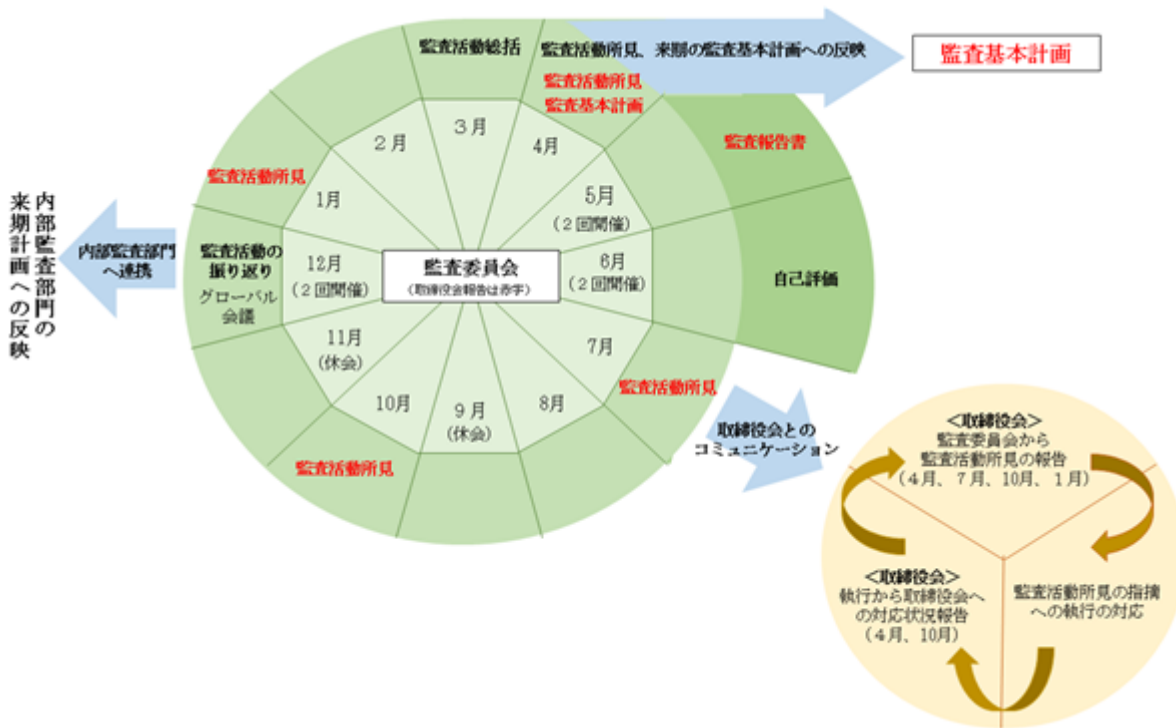 監査活動総括
監査活動所見、来期の監査基本計画への反映
監査基本計画
監査活動所見
監査基本計画
監査報告書
自己評価
監査活動所見
監査活動所見
監査活動の
振り返り
グローバル
会議
監査活動所見
3月
4月
5月
(2回開催)
6月
(2回開催)
7月
8月
9月
(休会)
10月
11月
(休会)
12月
(2回開催)
1月
2月
監査委員会
(取締役会報告は赤字)
内部監査部門
へ連携
内部監査部門の
来期計画への反映
取締役会との
コミュニケーション
<取締役会>
監査委員会から
監査活動所見の報告
(4月、7月、10月、1月)
監査活動所見の指摘
への執行の対応
<取締役会>
執行から取締役会へ
の対応状況報告
(4月、10月)